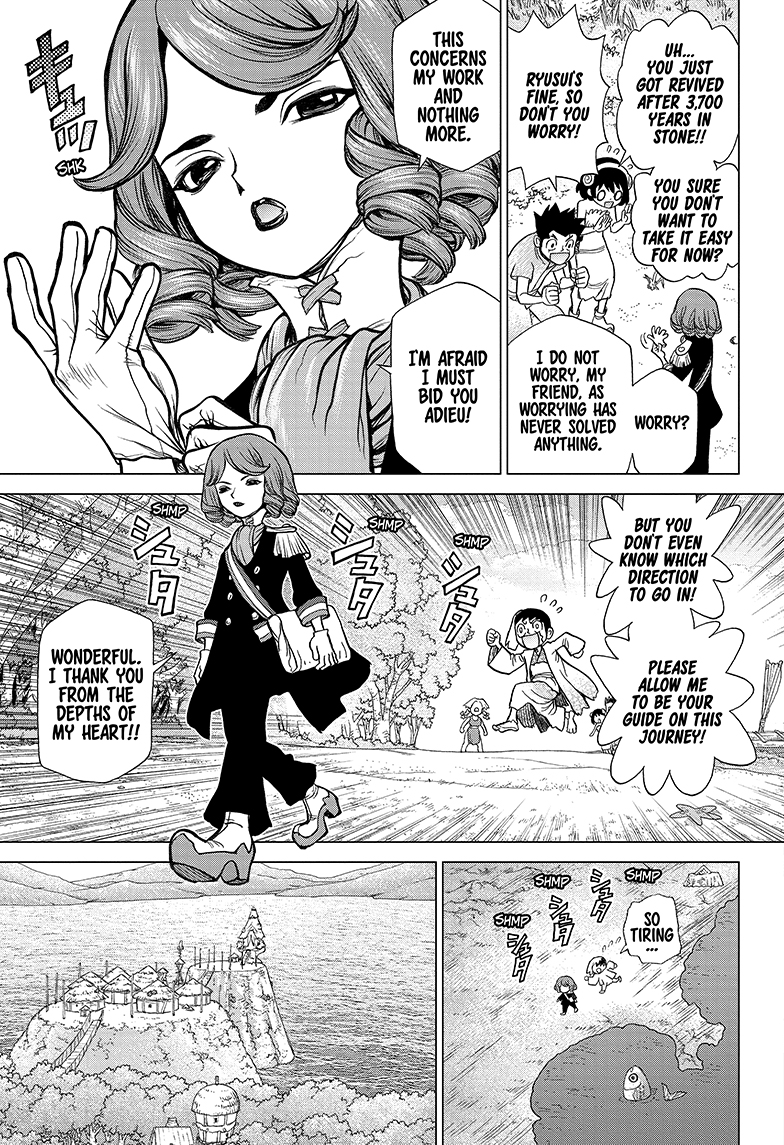 UH...
YOU JUST
GOT REVIVED
AFTER 3,700
YEARS IN
STONE!!
YOU SURE
YOU DON'T
WANT TO
TAKE IT EASY
FOR NOW?
RYUSUI'S
FINE, SO
DON'T YOU
WORRY!
WORRY?
I DO NOT
WORRY, MY
FRIEND, AS
WORRYING HAS
NEVER SOLVED
ANYTHING.
THIS
CONCERNS
MY WORK
AND
NOTHING
MORE.
I'M AFRAID
I MUST
BID YOU
ADIEU!
キュッ
SHK
BUT YOU
DON'T EVEN
KNOW WHICH
DIRECTION
TO GO IN!
PLEASE
ALLOW ME
TO BE YOUR
GUIDE ON THIS
JOURNEY!
SHMP
シュタ
SHMP
シュタ
SHMP
シュタ
WONDERFUL.
I THANK YOU
FROM THE
DEPTHS OF
MY HEART!!
SO
TIRING
...
SHMP
シュタ
SHMP
シュタ
SHMP
シュタ
SHMP